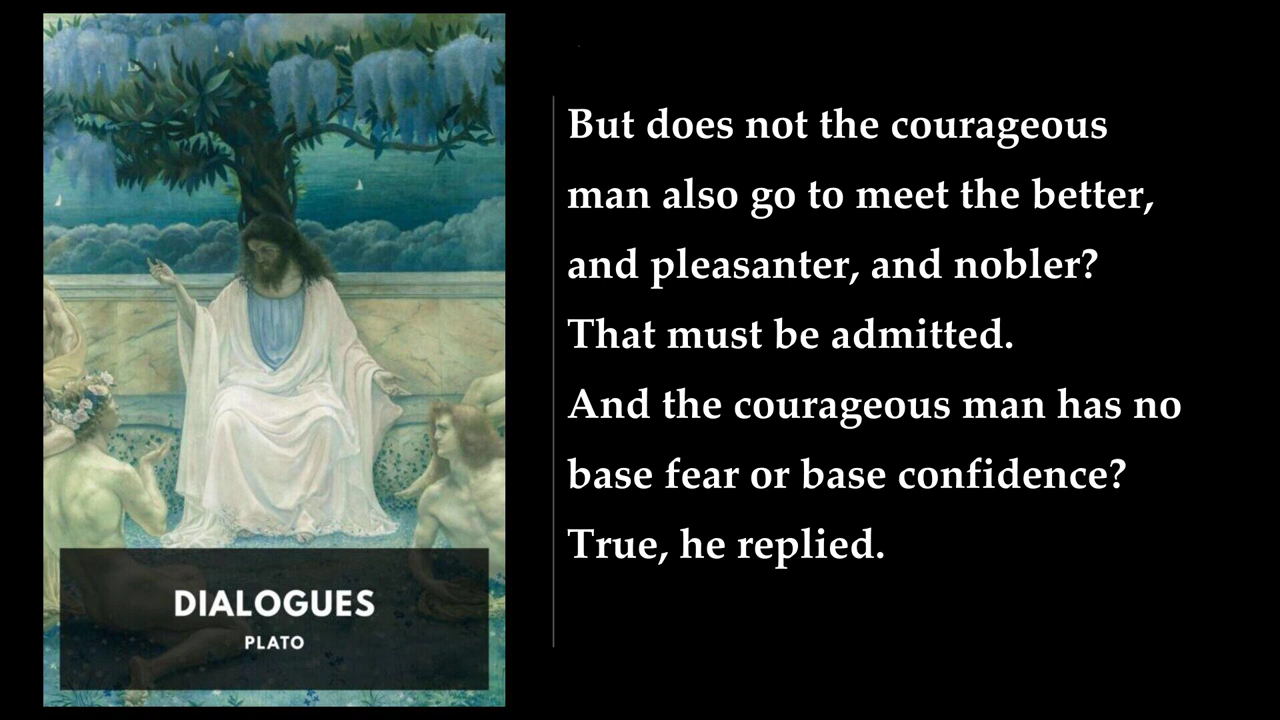 But does not the courageous
man also go to meet the better,
and pleasanter, and nobler?
That must be admitted.
And the courageous man has no
base fear or base confidence?
True, he replied.
DIALOGUES
PLATO